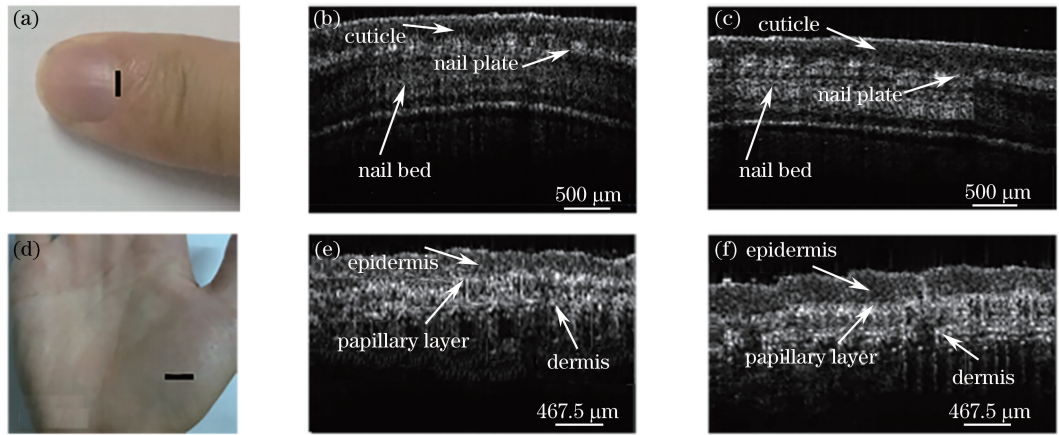 (a)
(b)
cuticle
nail plate
nail bed
500 μm
(c)
cuticle
nail plate
nail bed
500 μm
(d)
(e)
epidermis
papillary layer
dermis
467.5 μm
(f)
epidermis
papillary layer
dermis
467.5 μm